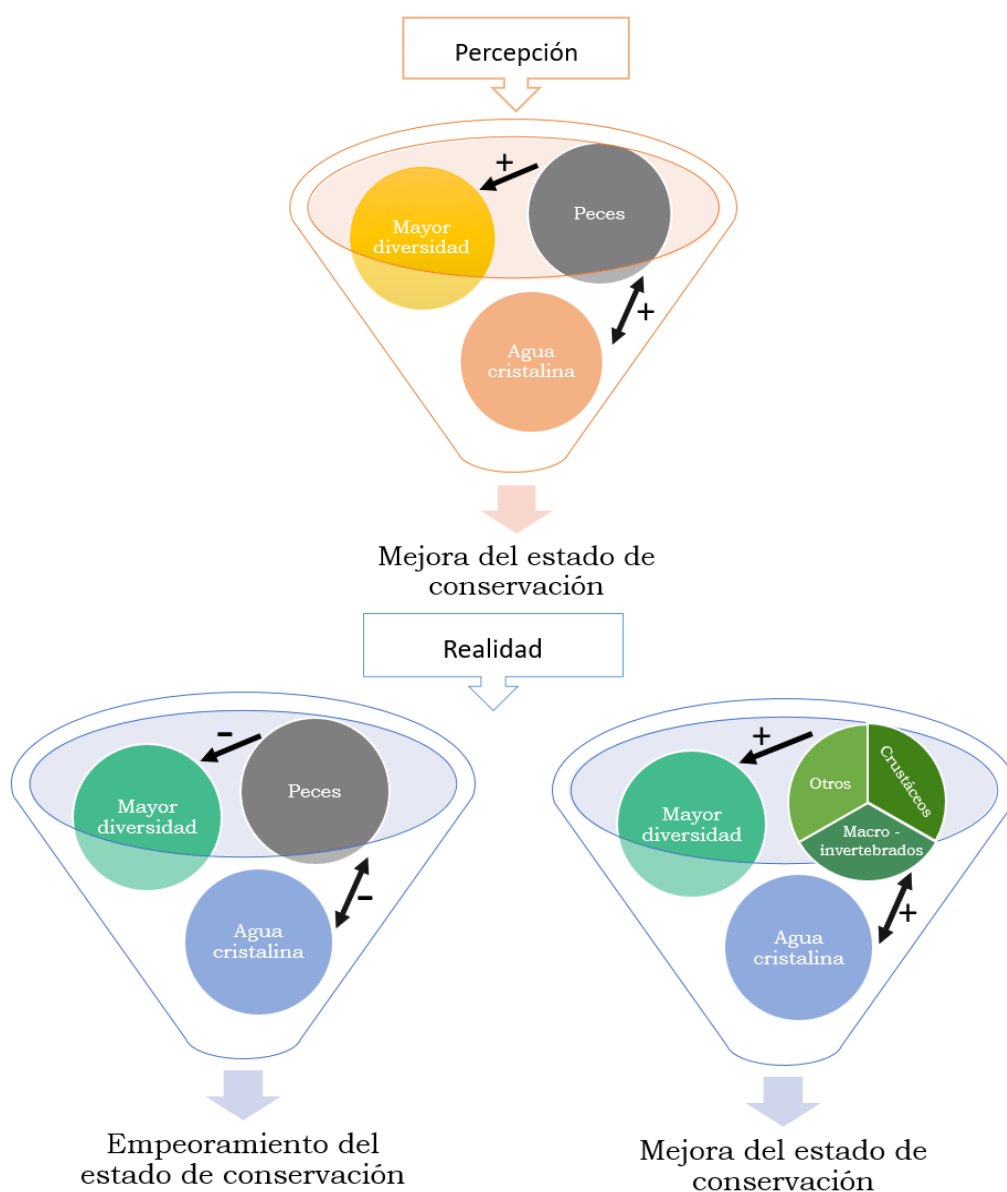 Percepción
+
Mayor
diversidad
Peces
+
Agua
cristalina
Mejora del estado de
conservación
Realidad
-
Mayor
diversidad
Peces
-
Agua
cristalina
Empeoramiento del
estado de conservación
+
Mayor
diversidad
Otros
Crustáceos
Macro -
invertebrados
+
Agua
cristalina
Mejora del estado de
conservación